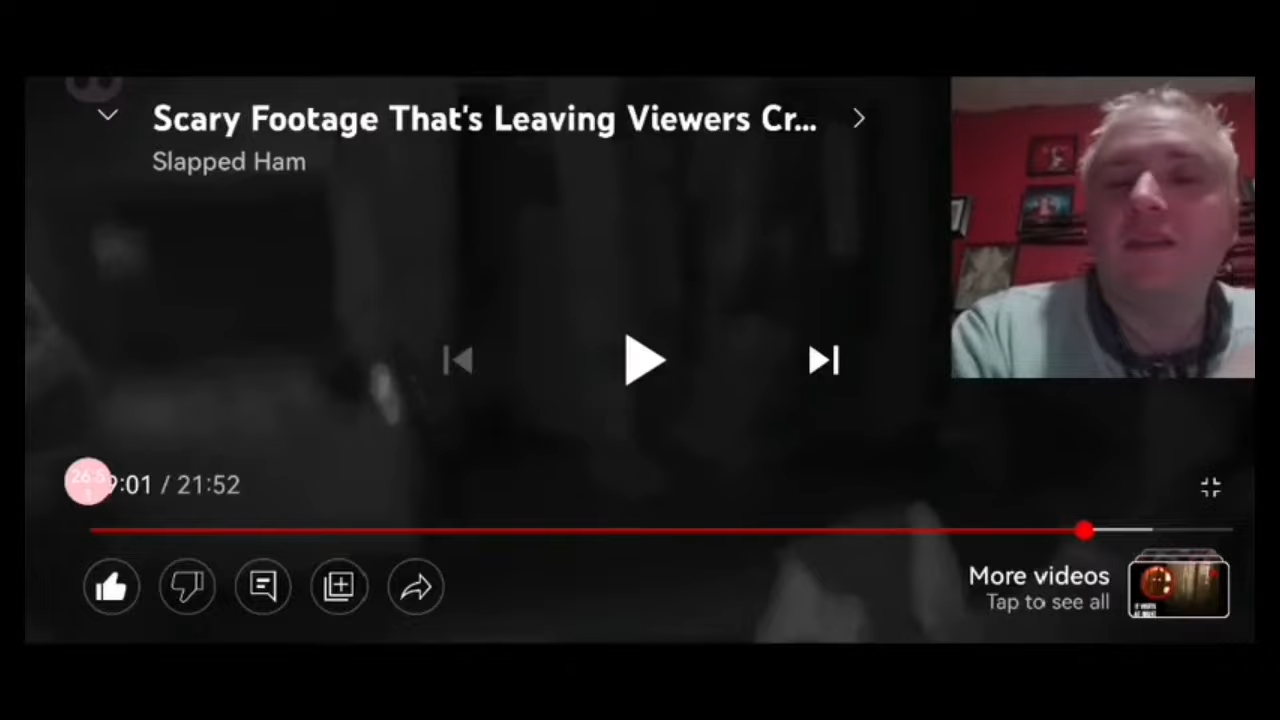 Scary Footage That's Leaving Viewers Cr...
Slapped Ham
:01 / 21:52
More videos
Tap to see all